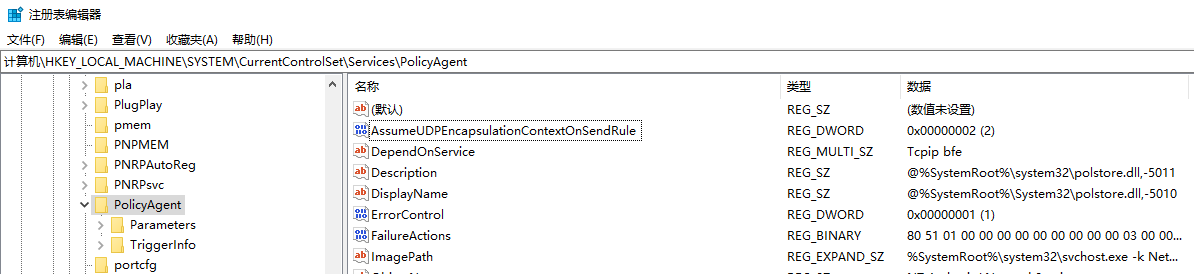 注册表编辑器
文件(F) 编辑(E) 查看(V) 收藏夹(A) 帮助(H)
计算机\HKEY_LOCAL_MACHINE\SYSTEM\CurrentControlSet\Services\PolicyAgent
pla
PlugPlay
pmem
PNPMEM
PNRPAutoReg
PNRPsvc
PolicyAgent
Parameters
TriggerInfo
portcfg
名称 类型 数据
(默认) REG_SZ (数值未设置)
AssumeUDPEncapsulationContextOnSendRule REG_DWORD 0x00000002 (2)
DependOnService REG_MULTI_SZ Tcpip bfe
Description REG_SZ @%SystemRoot%\system32\polstore.dll,-5011
DisplayName REG_SZ @%SystemRoot%\System32\polstore.dll,-5010
ErrorControl REG_DWORD 0x00000001 (1)
FailureActions REG_BINARY 80 51 01 00 00 00 00 00 00 00 00 00 03 00 00...
ImagePath REG_EXPAND_SZ %SystemRoot%\system32\svchost.exe -k Net...